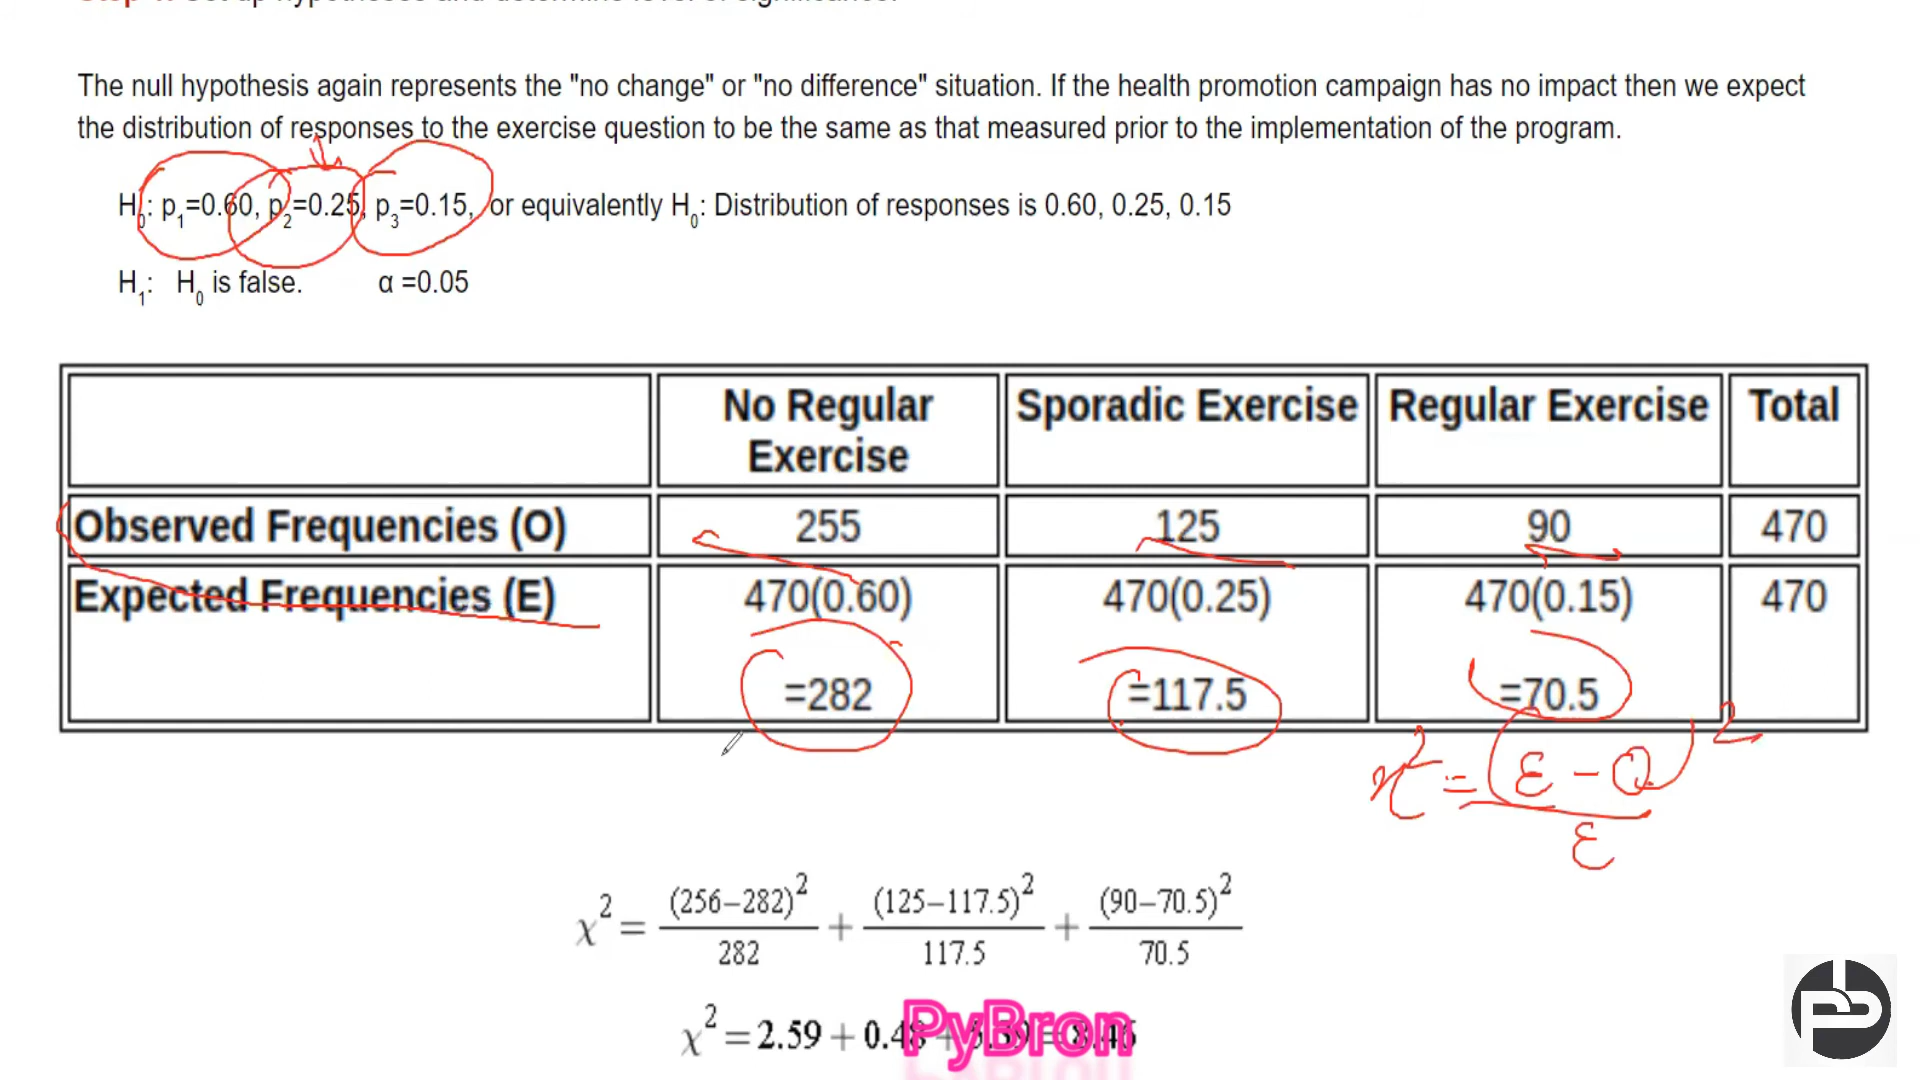 The null hypothesis again represents the "no change" or "no difference" situation. If the health promotion campaign has no impact then we expect
the distribution of responses to the exercise question to be the same as that measured prior to the implementation of the program.
H₀: p₁=0.60, p₂=0.25, p₃=0.15, or equivalently H₀: Distribution of responses is 0.60, 0.25, 0.15
H₁: H₀ is false. α =0.05
No Regular Exercise Sporadic Exercise Regular Exercise Total
Observed Frequencies (O) 255 125 90 470
Expected Frequencies (E) 470(0.60) 470(0.25) 470(0.15) 470
=282 =117.5 =70.5
χ² = (E - O)² / E
χ² = (256–282)² / 282 + (125–117.5)² / 117.5 + (90–70.5)² / 70.5
χ² = 2.59 + 0.48
PyBron